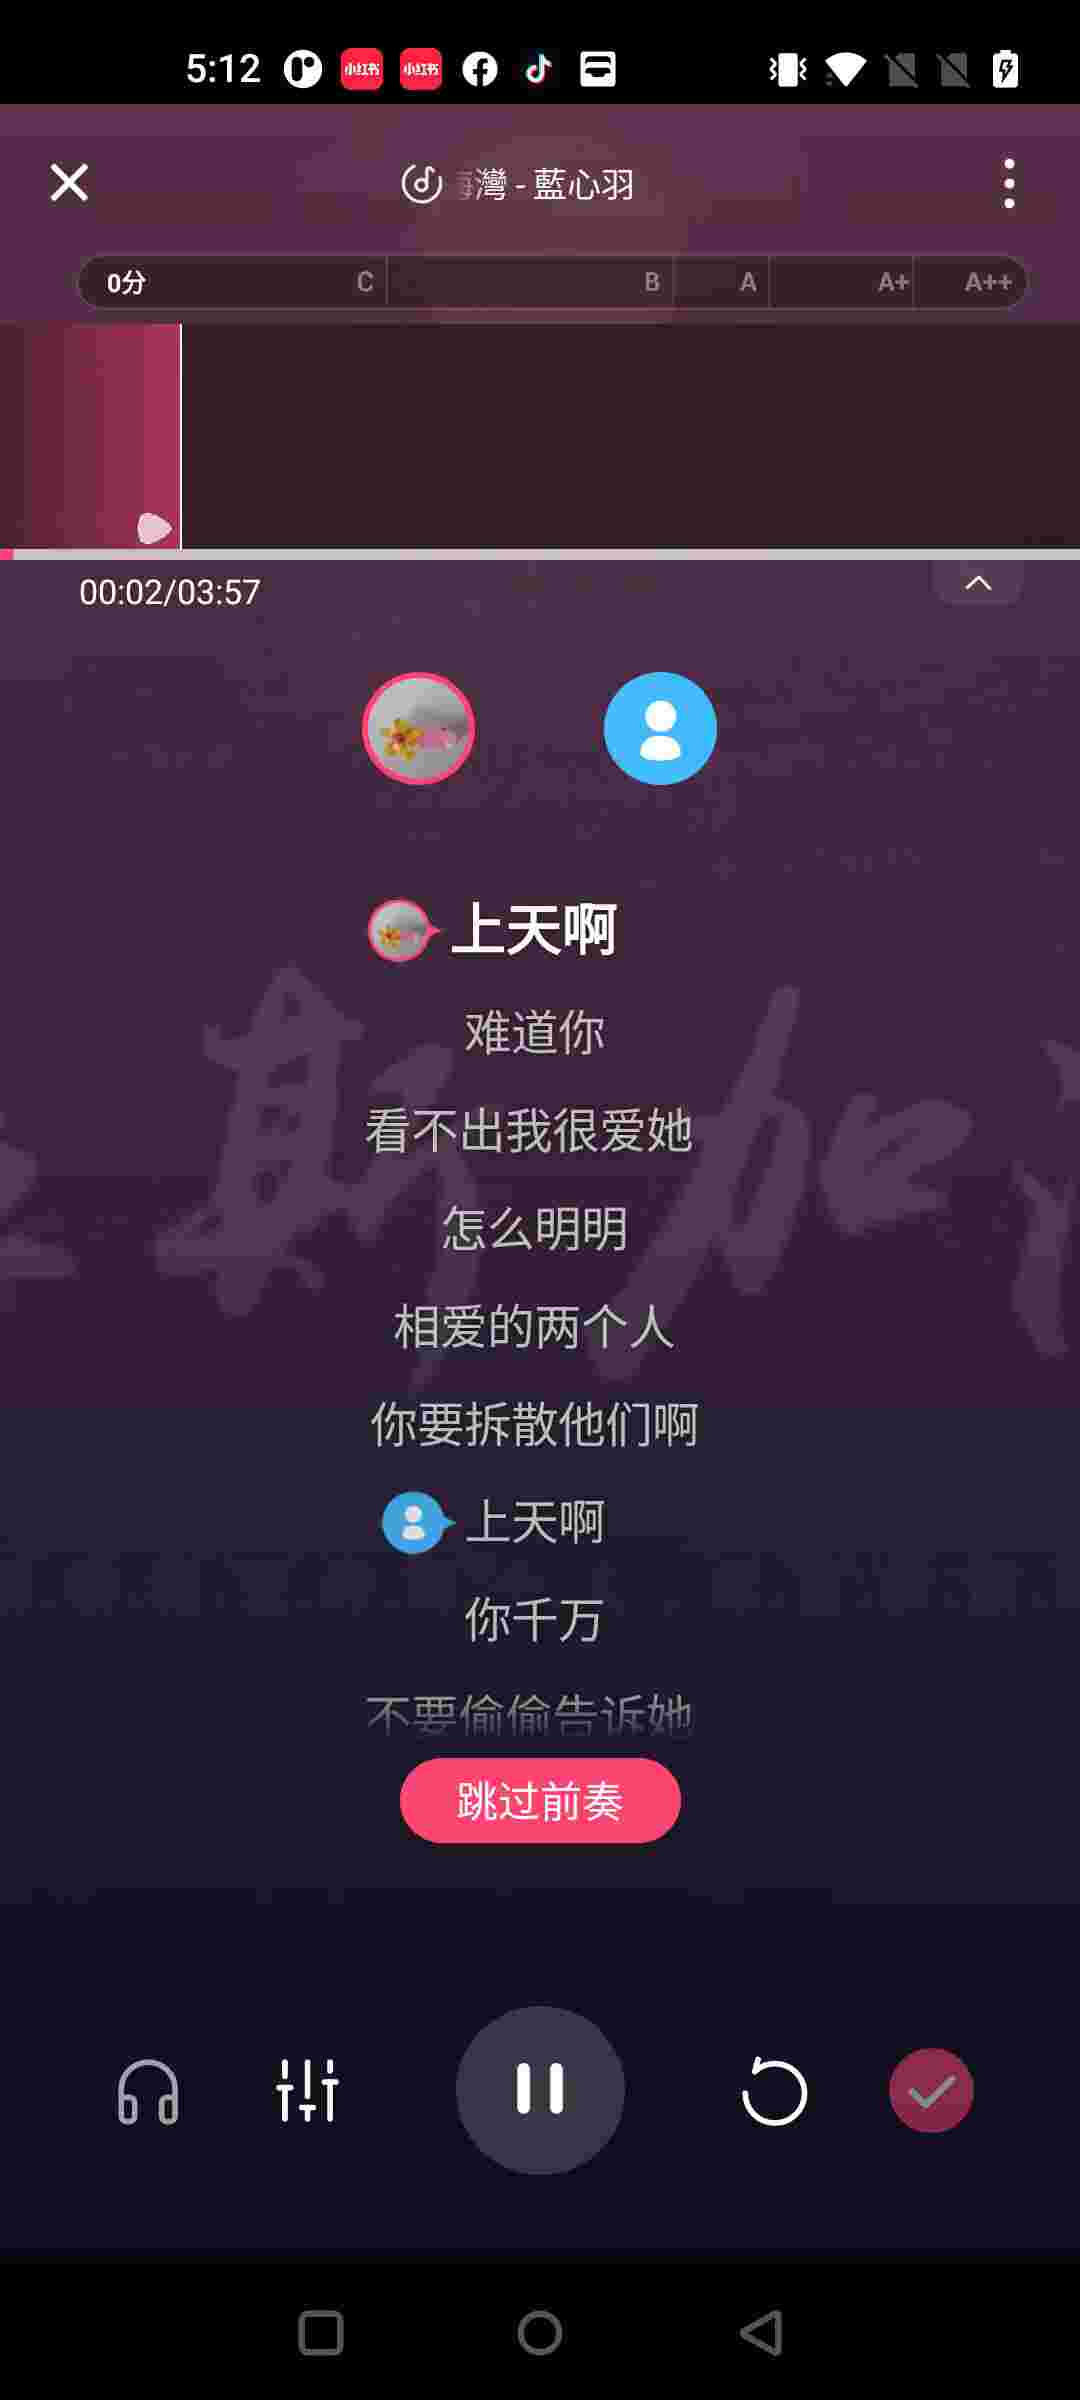 5:12
小红书 小红书
海灣 - 藍心羽
0分 C B A A+ A++
00:02/03:57
上天啊
难道你
看不出我很爱她
怎么明明
相爱的两个人
你要拆散他们啊
上天啊
你千万
不要偷偷告诉她
斯加
跳过前奏